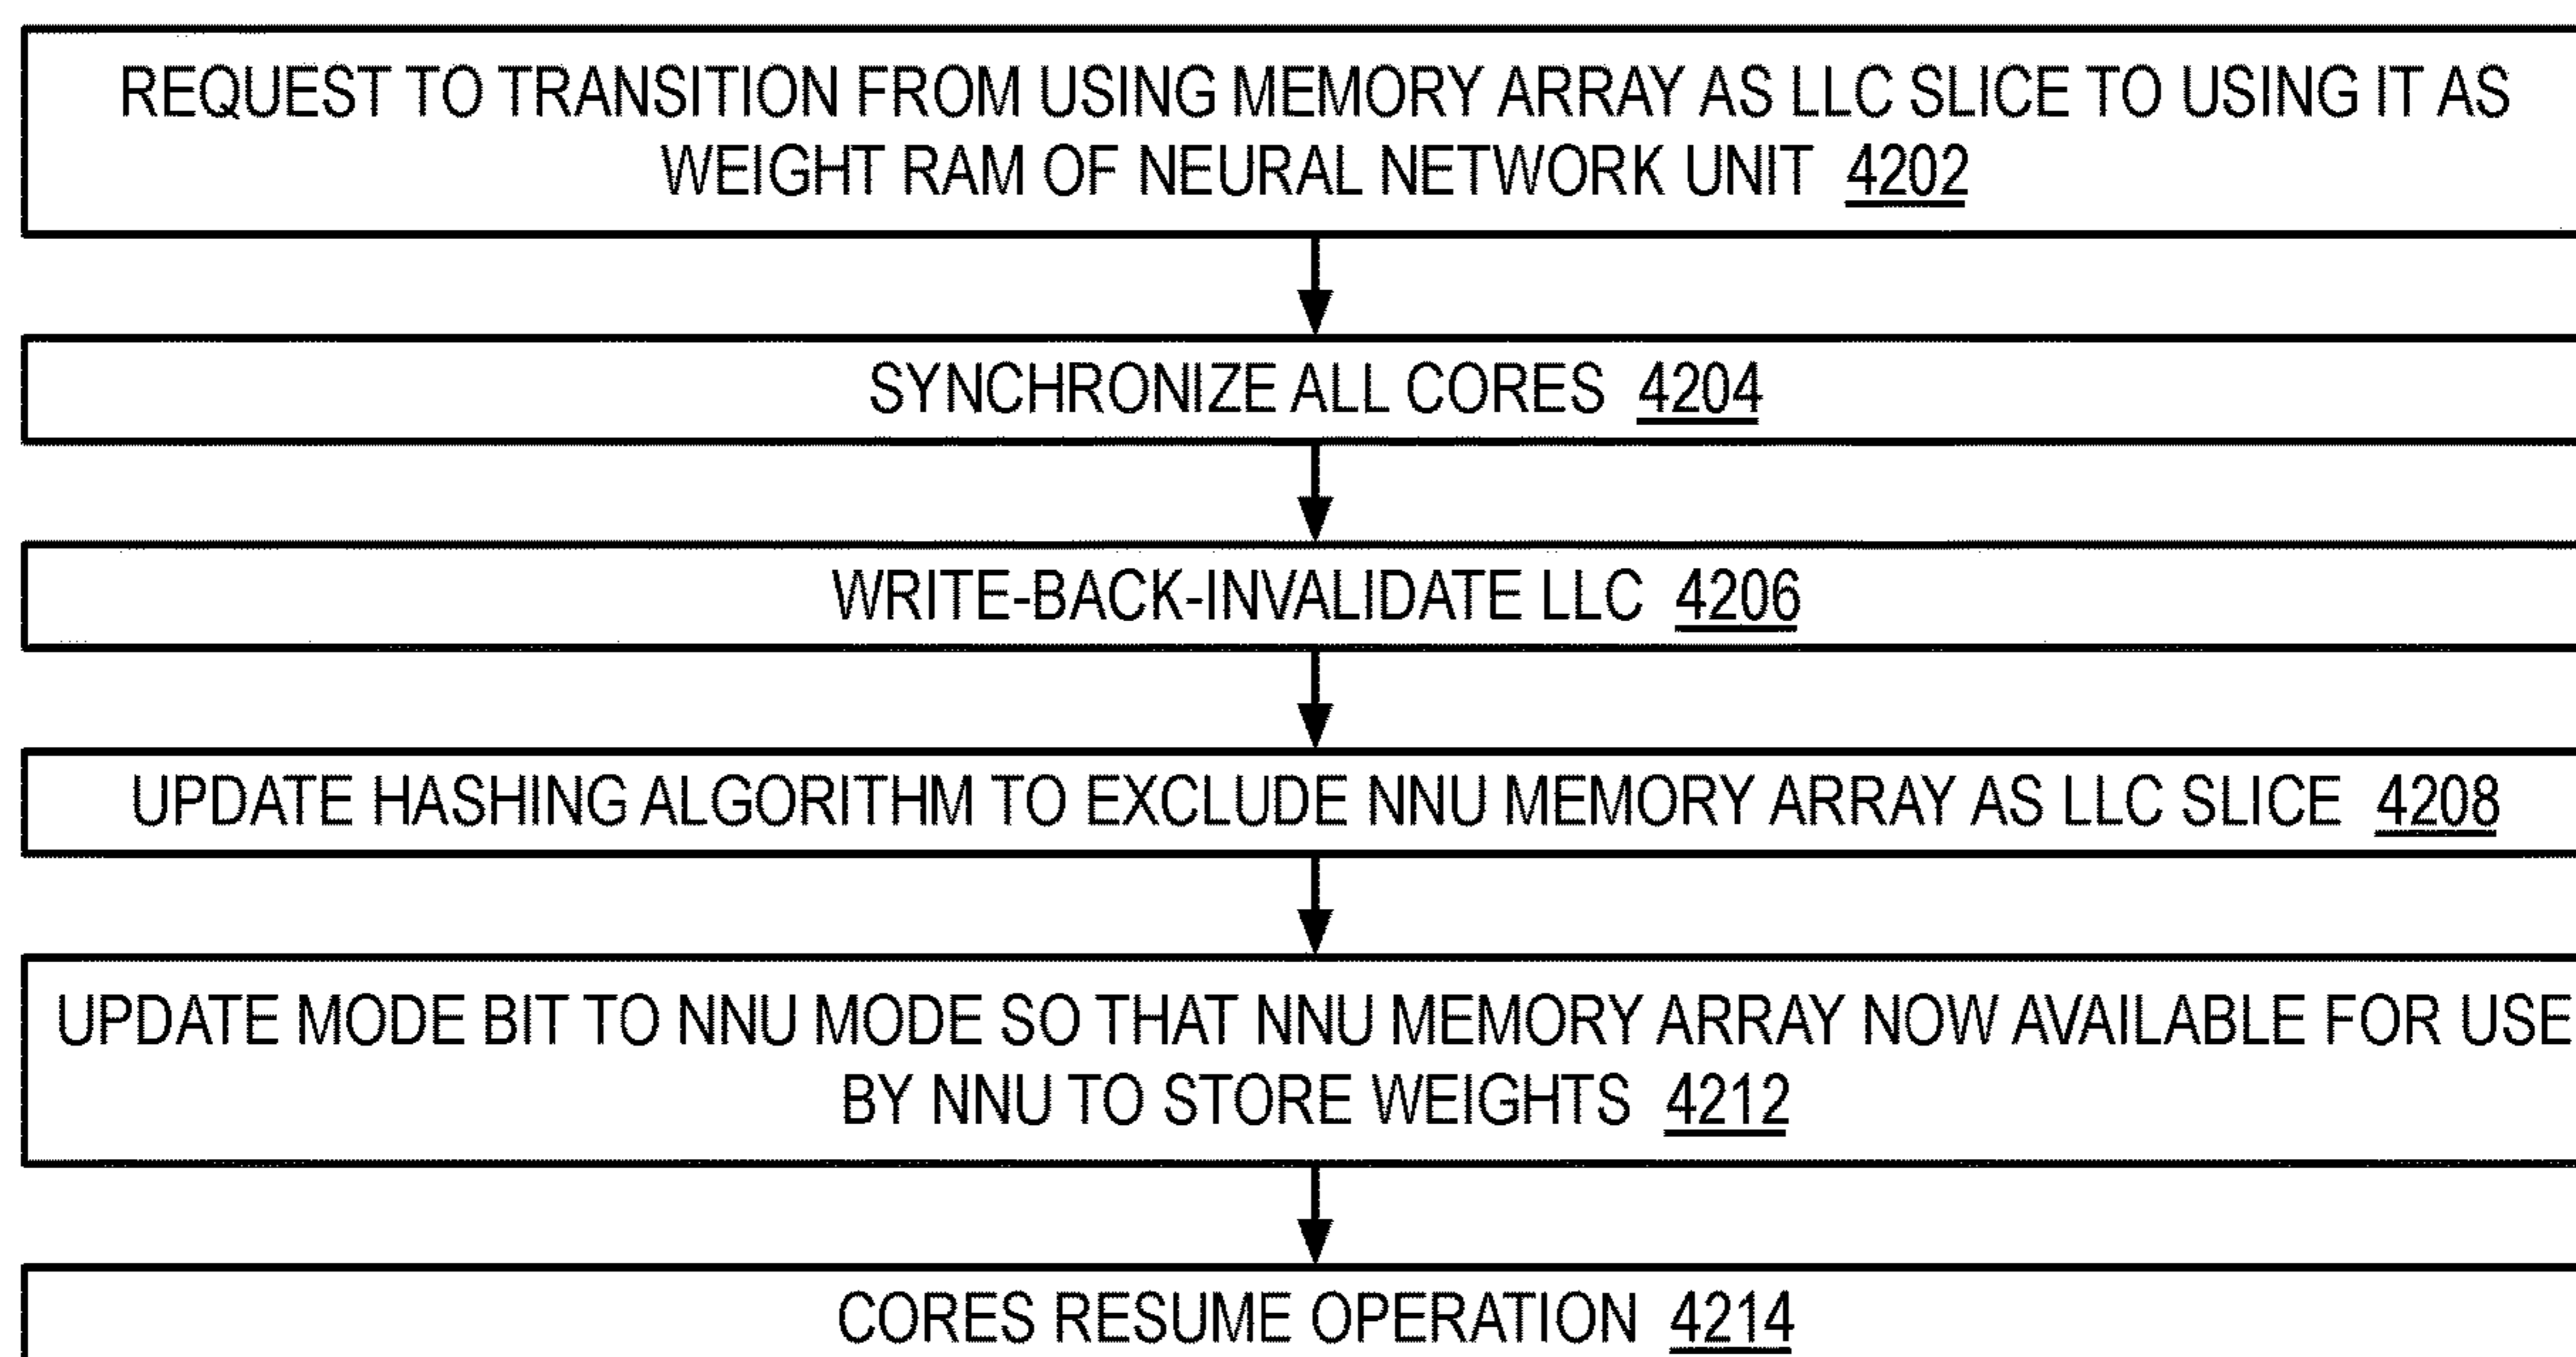 REQUEST TO TRANSITION FROM USING MEMORY ARRAY AS LLC SLICE TO USING IT AS
WEIGHT RAM OF NEURAL NETWORK UNIT 4202
SYNCHRONIZE ALL CORES 4204
WRITE-BACK-INVALIDATE LLC 4206
UPDATE HASHING ALGORITHM TO EXCLUDE NNU MEMORY ARRAY AS LLC SLICE 4208
UPDATE MODE BIT TO NNU MODE SO THAT NNU MEMORY ARRAY NOW AVAILABLE FOR USE
BY NNU TO STORE WEIGHTS 4212
CORES RESUME OPERATION 4214